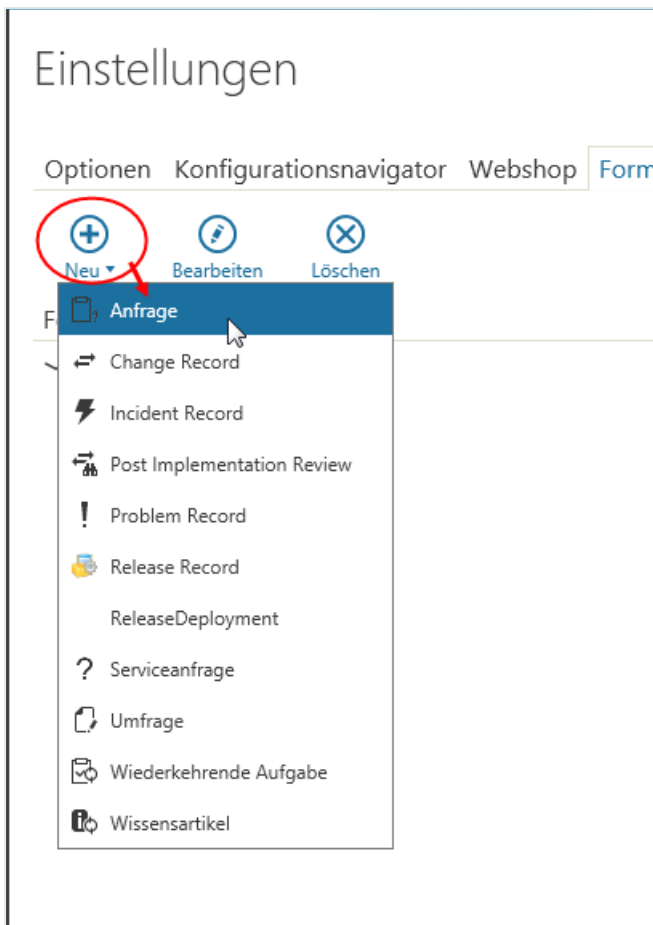 Einstellungen
Optionen Konfigurationsnavigator Webshop Form
Neu Bearbeiten Löschen
Anfrage
Change Record
Incident Record
Post Implementation Review
Problem Record
Release Record
ReleaseDeployment
Serviceanfrage
Umfrage
Wiederkehrende Aufgabe
Wissensartikel